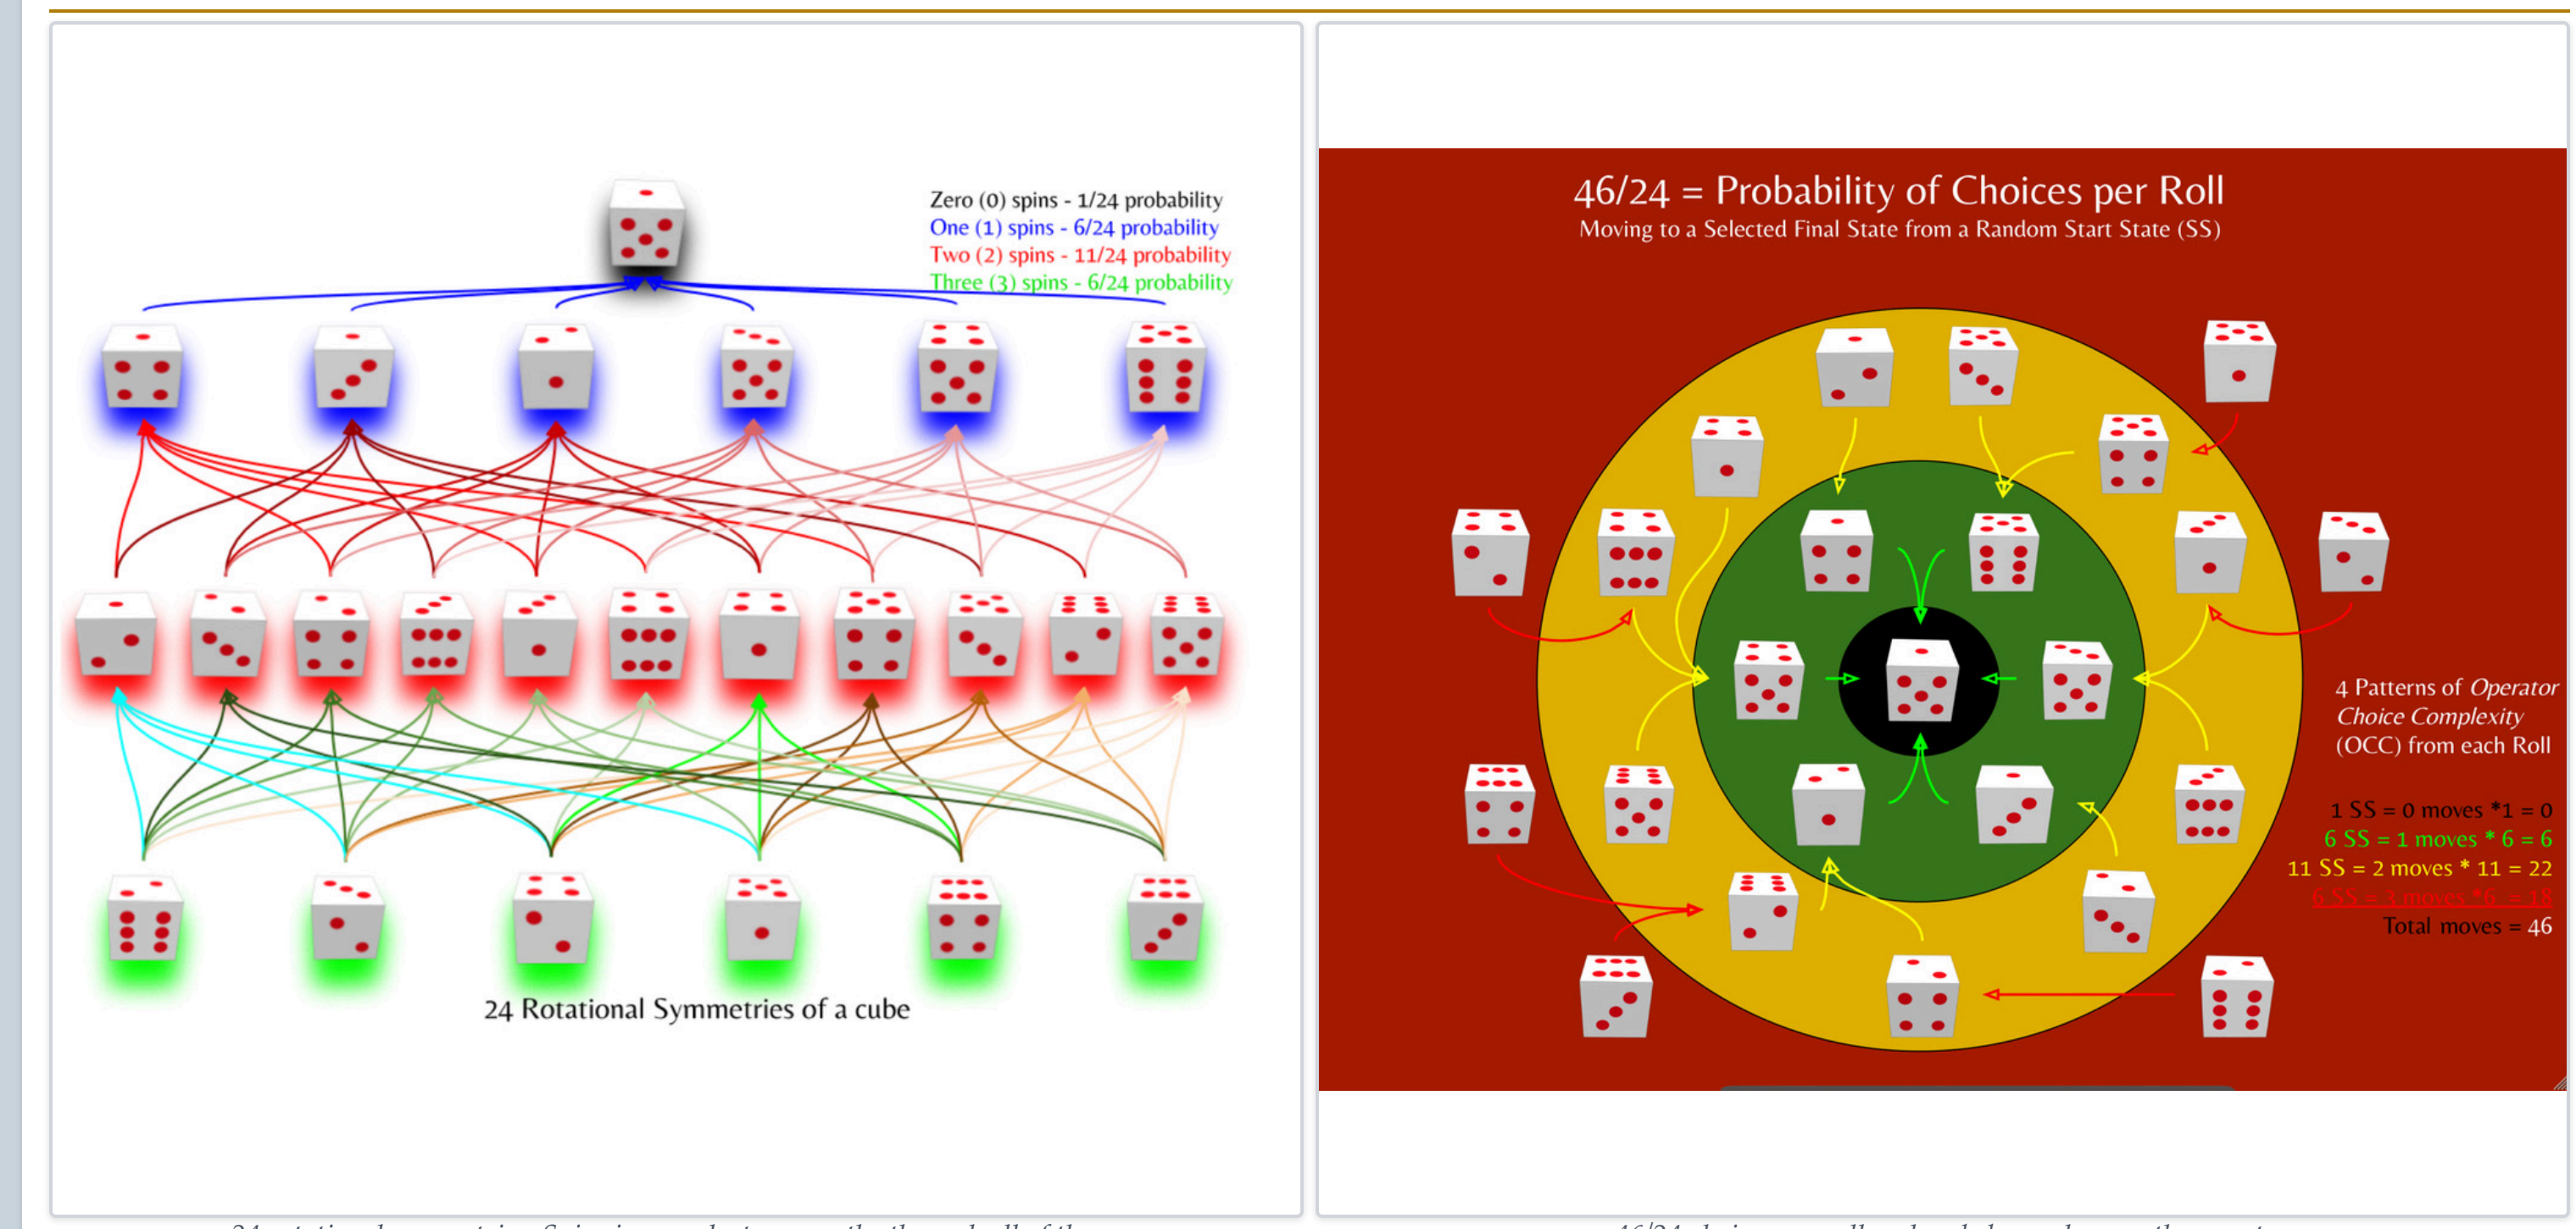 Zero (0) spins - 1/24 probability
One (1) spins - 6/24 probability
Two (2) spins - 11/24 probability
Three (3) spins - 6/24 probability
24 Rotational Symmetries of a cube
46/24 = Probability of Choices per Roll
Moving to a Selected Final State from a Random Start State (SS)
4 Patterns of Operator
Choice Complexity
(OCC) from each Roll
1 SS = 0 moves *1 = 0
6 SS = 1 moves * 6 = 6
11 SS = 2 moves * 11 = 22
6 SS = 3 moves *6 = 18
Total moves = 46